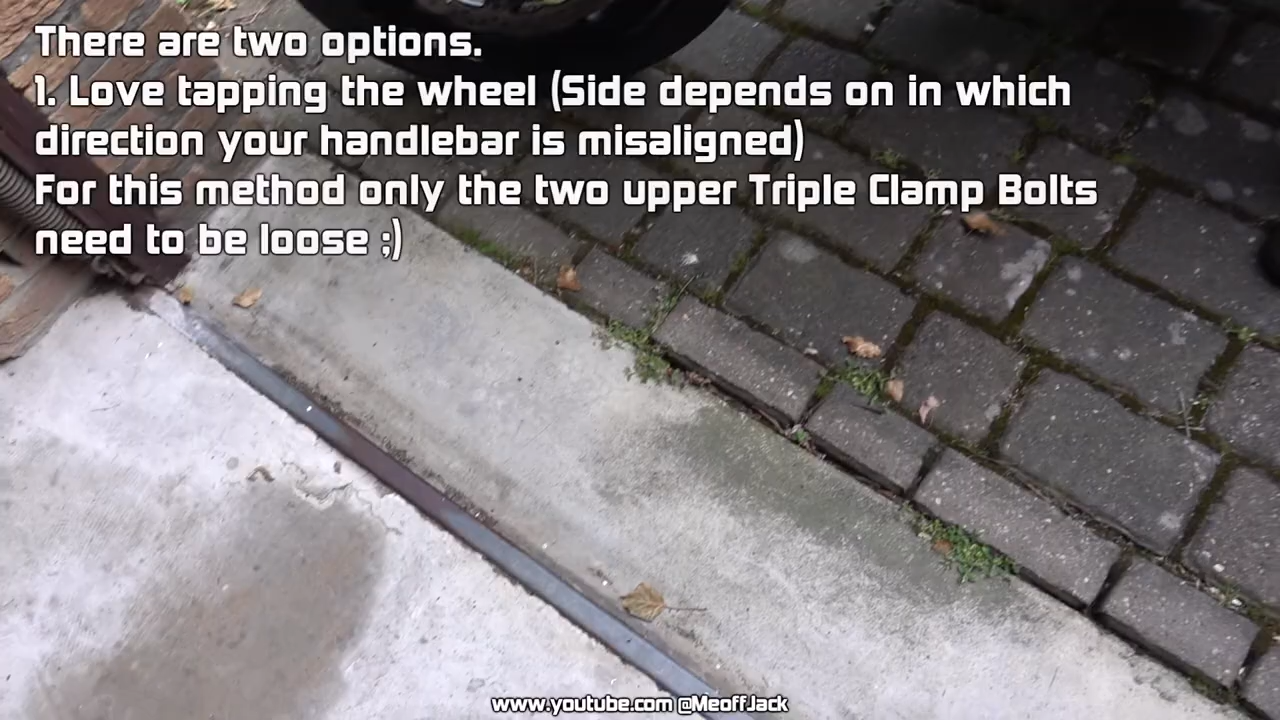 There are two options.
1. Love tapping the wheel (Side depends on in which
direction your handlebar is misaligned)
For this method only the two upper Triple Clamp Bolts
need to be loose ;)
www.youtube.com @MeoffJack